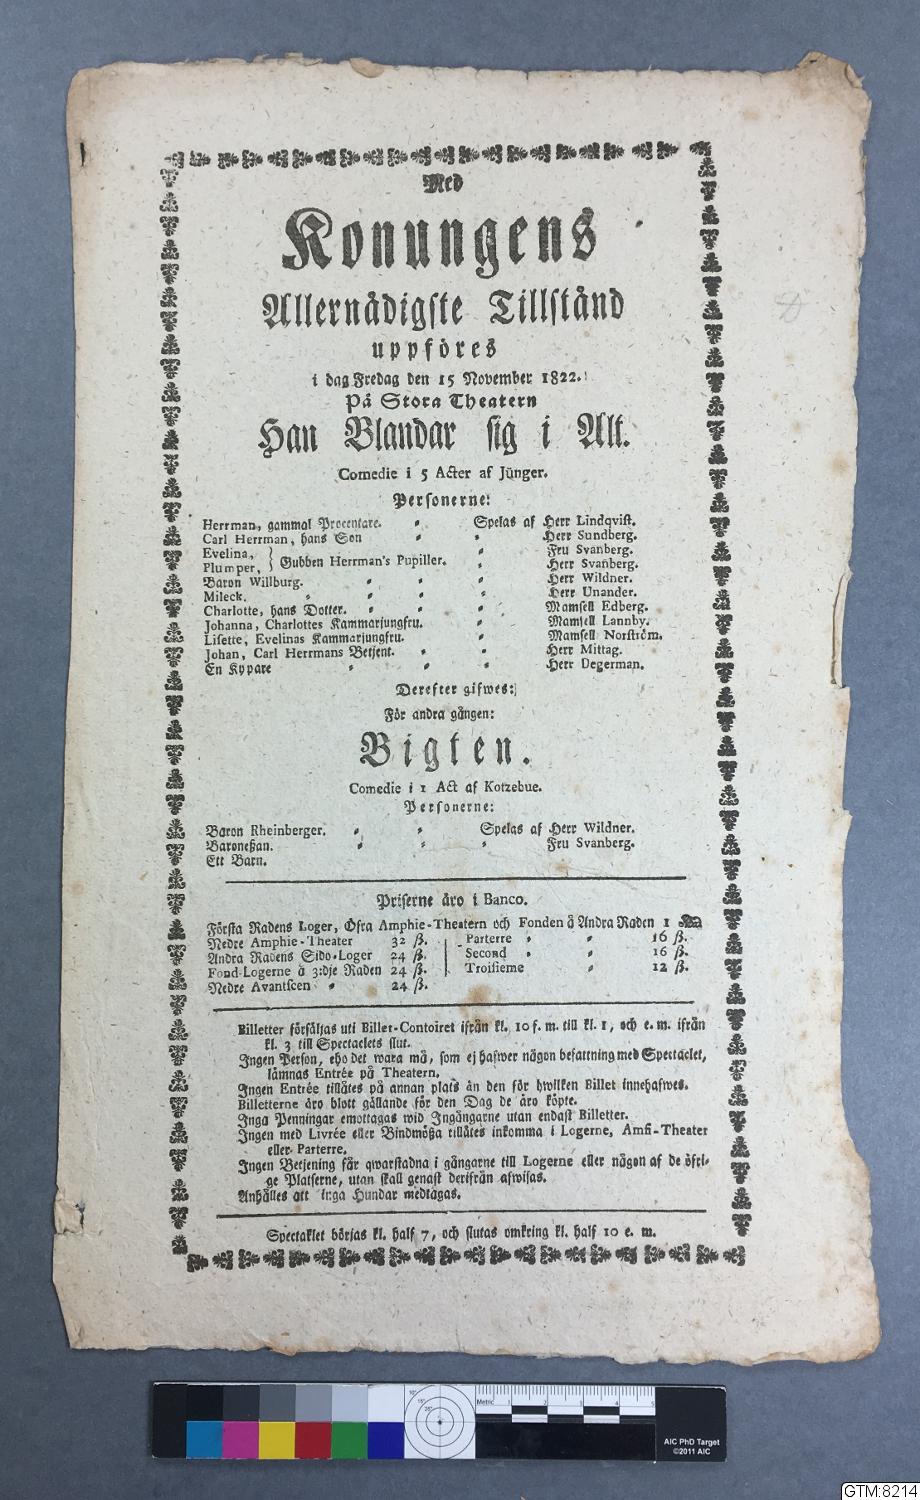 Med
Konungens
Allernådigste Tillstånd
uppföres
i dag Fredag den 15 November 1822.
På Stora Theatern
Han Blandar sig i Alt.
Comedie i 5 Acter af Jünger.
Personerne:
Herrman, gammal Procentare. Spelas af Herr Lindqvist.
Carl Herrman, hans Son Herr Sundberg.
Evelina, Fru Svanberg.
Plumper, } Gubben Herrman's Pupiller. Herr Svanberg.
Baron Willburg. Herr Wildner.
Mileck. Herr Unander.
Charlotte, hans Dotter. Mamsell Edberg.
Johanna, Charlottes Kammarjungfru. Mamsell Lannby.
Lisette, Evelinas Kammarjungfru. Mamsell Norström.
Johan, Carl Herrmans Betjent. Herr Mittag.
En Kypare Herr Degerman.
Derefter gifwes:
För andra gången:
Bigten.
Comedie i 1 Act af Kotzebue.
Personerne:
Baron Rheinberger. Spelas af Herr Wildner.
Baroneßan. Fru Svanberg.
Ett Barn.
Priserne äro i Banco.
Första Radens Loger, Öfra Amphie-Theatern och Fonden å Andra Raden 1
Nedre Amphie-Theater 32 ß. Parterre 16 ß.
Andra Radens Sido-Loger 24 ß. Second 16 ß.
Fond-Logerne å 3:dje Raden 24 ß. Troisieme 12 ß.
Nedre Avantscen 24 ß.
Billetter försäljas uti Billet-Contoiret ifrån kl. 10 f. m. till kl. 1, och e. m. ifrån
kl. 3 till Spectaclets slut.
Ingen Person, eho det wara må, som ej hafwer någon befattning med Spectaclet,
lämnas Entrée på Theatern.
Ingen Entrée tillåtes på annan plats än den för hwilken Billet innehafwes.
Billetterne äro blott gällande för den Dag de äro köpte.
Inga Penningar emottagas wid Ingångarne utan endast Billetter.
Ingen med Livrée eller Bindmößa tillåtes inkomma i Logerne, Amfi-Theater
eller Parterre.
Ingen Betjening får qwarstadna i gångarne till Logerne eller någon af de öfri-
ge Platserne, utan skall genast derifrån afwisas.
Anhålles att inga Hundar medtagas.
Spectaklet börjas kl. half 7, och slutas omkring kl. half 10 e. m.
Metric 1 2 3 4 5
AIC PhD Target
©2011 AIC
GTM:8214